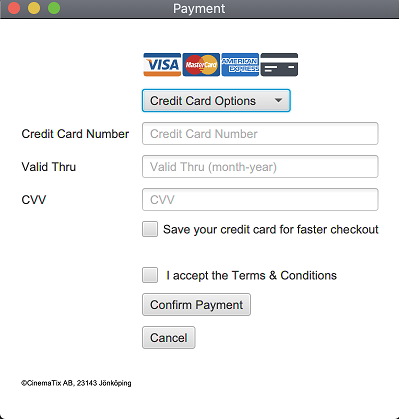 Payment
VISA MasterCard AMERICAN EXPRESS
Credit Card Options
Credit Card Number Credit Card Number
Valid Thru Valid Thru (month-year)
CVV CVV
Save your credit card for faster checkout
I accept the Terms & Conditions
Confirm Payment
Cancel
©CinemaTix AB, 23143 Jönköping